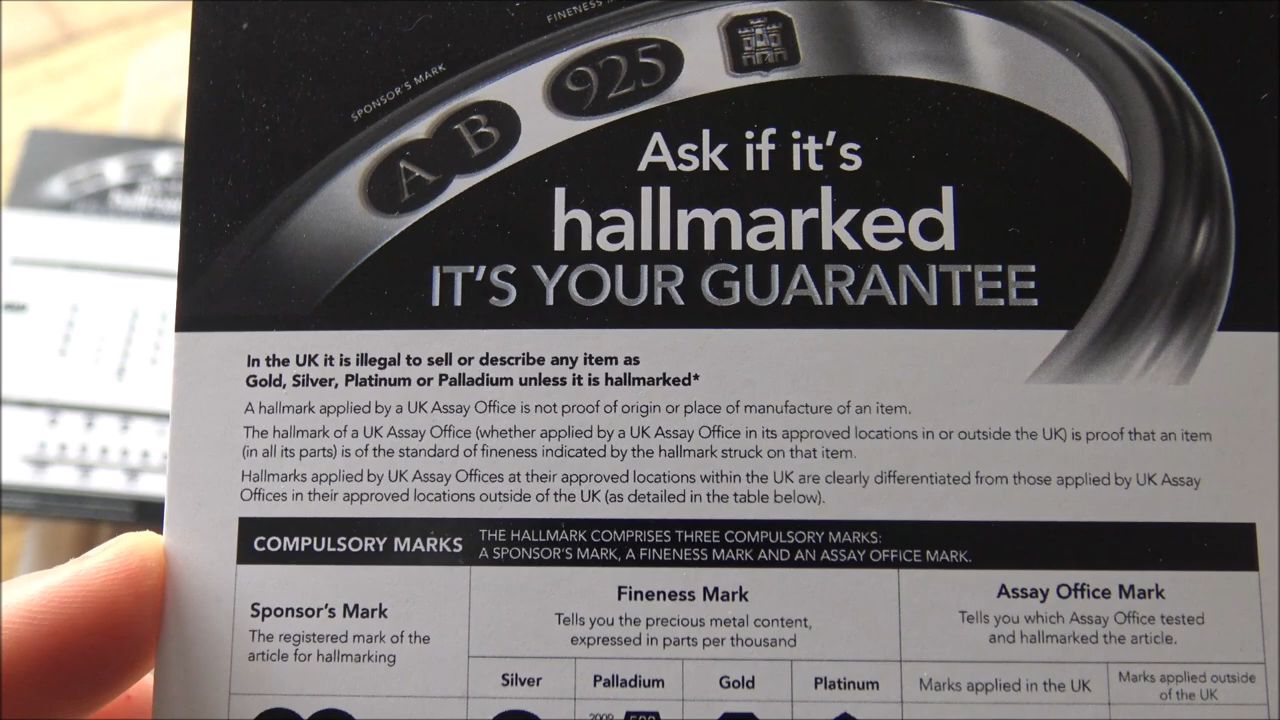 FINENESS
SPONSOR'S MARK
A B
925
Ask if it's
hallmarked
IT'S YOUR GUARANTEE
In the UK it is illegal to sell or describe any item as
Gold, Silver, Platinum or Palladium unless it is hallmarked*
A hallmark applied by a UK Assay Office is not proof of origin or place of manufacture of an item.
The hallmark of a UK Assay Office (whether applied by a UK Assay Office in its approved locations in or outside the UK) is proof that an item
(in all its parts) is of the standard of fineness indicated by the hallmark struck on that item.
Hallmarks applied by UK Assay Offices at their approved locations within the UK are clearly differentiated from those applied by UK Assay
Offices in their approved locations outside of the UK (as detailed in the table below).
COMPULSORY MARKS
THE HALLMARK COMPRISES THREE COMPULSORY MARKS:
A SPONSOR'S MARK, A FINENESS MARK AND AN ASSAY OFFICE MARK.
Sponsor's Mark
The registered mark of the
article for hallmarking
Fineness Mark
Tells you the precious metal content,
expressed in parts per thousand
Assay Office Mark
Tells you which Assay Office tested
and hallmarked the article.
Silver
Palladium
Gold
Platinum
Marks applied in the UK
Marks applied outside
of the UK
2009